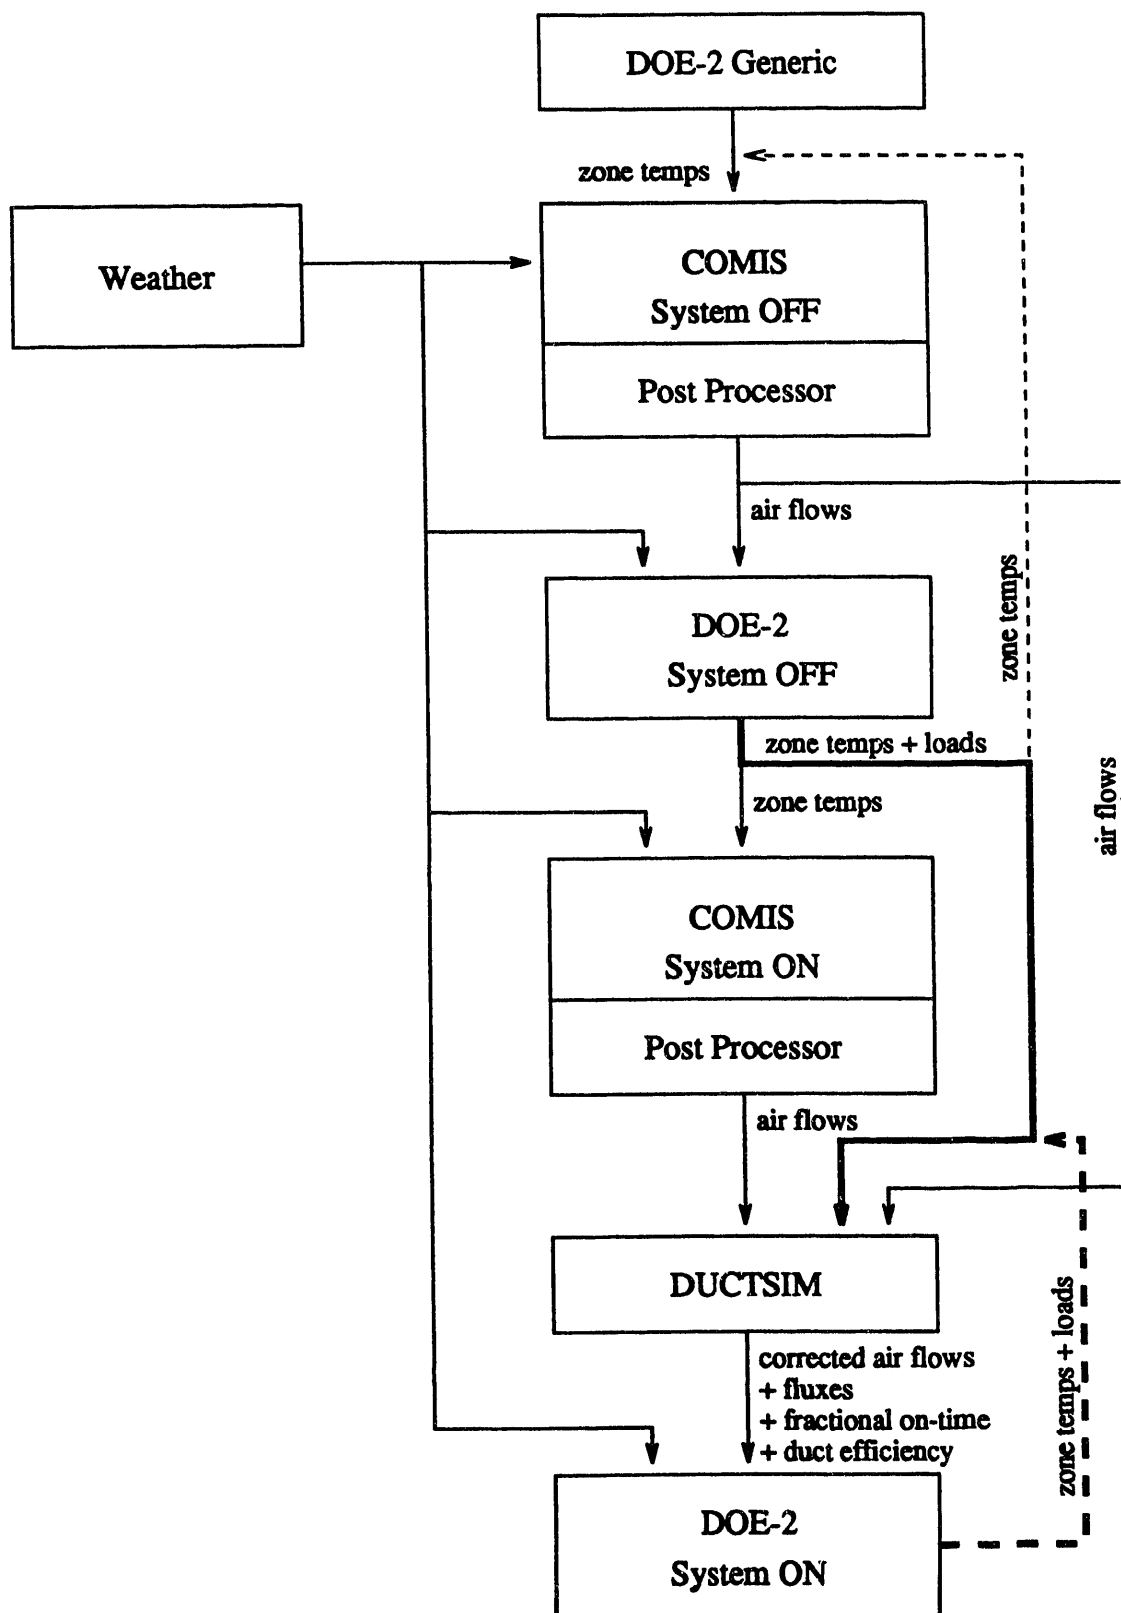 DOE-2 Generic
zone temps
Weather
COMIS
System OFF
Post Processor
air flows
DOE-2
System OFF
zone temps
zone temps + loads
zone temps
air flows
COMIS
System ON
Post Processor
air flows
DUCTSIM
corrected air flows
+ fluxes
+ fractional on-time
+ duct efficiency
zone temps + loads
DOE-2
System ON